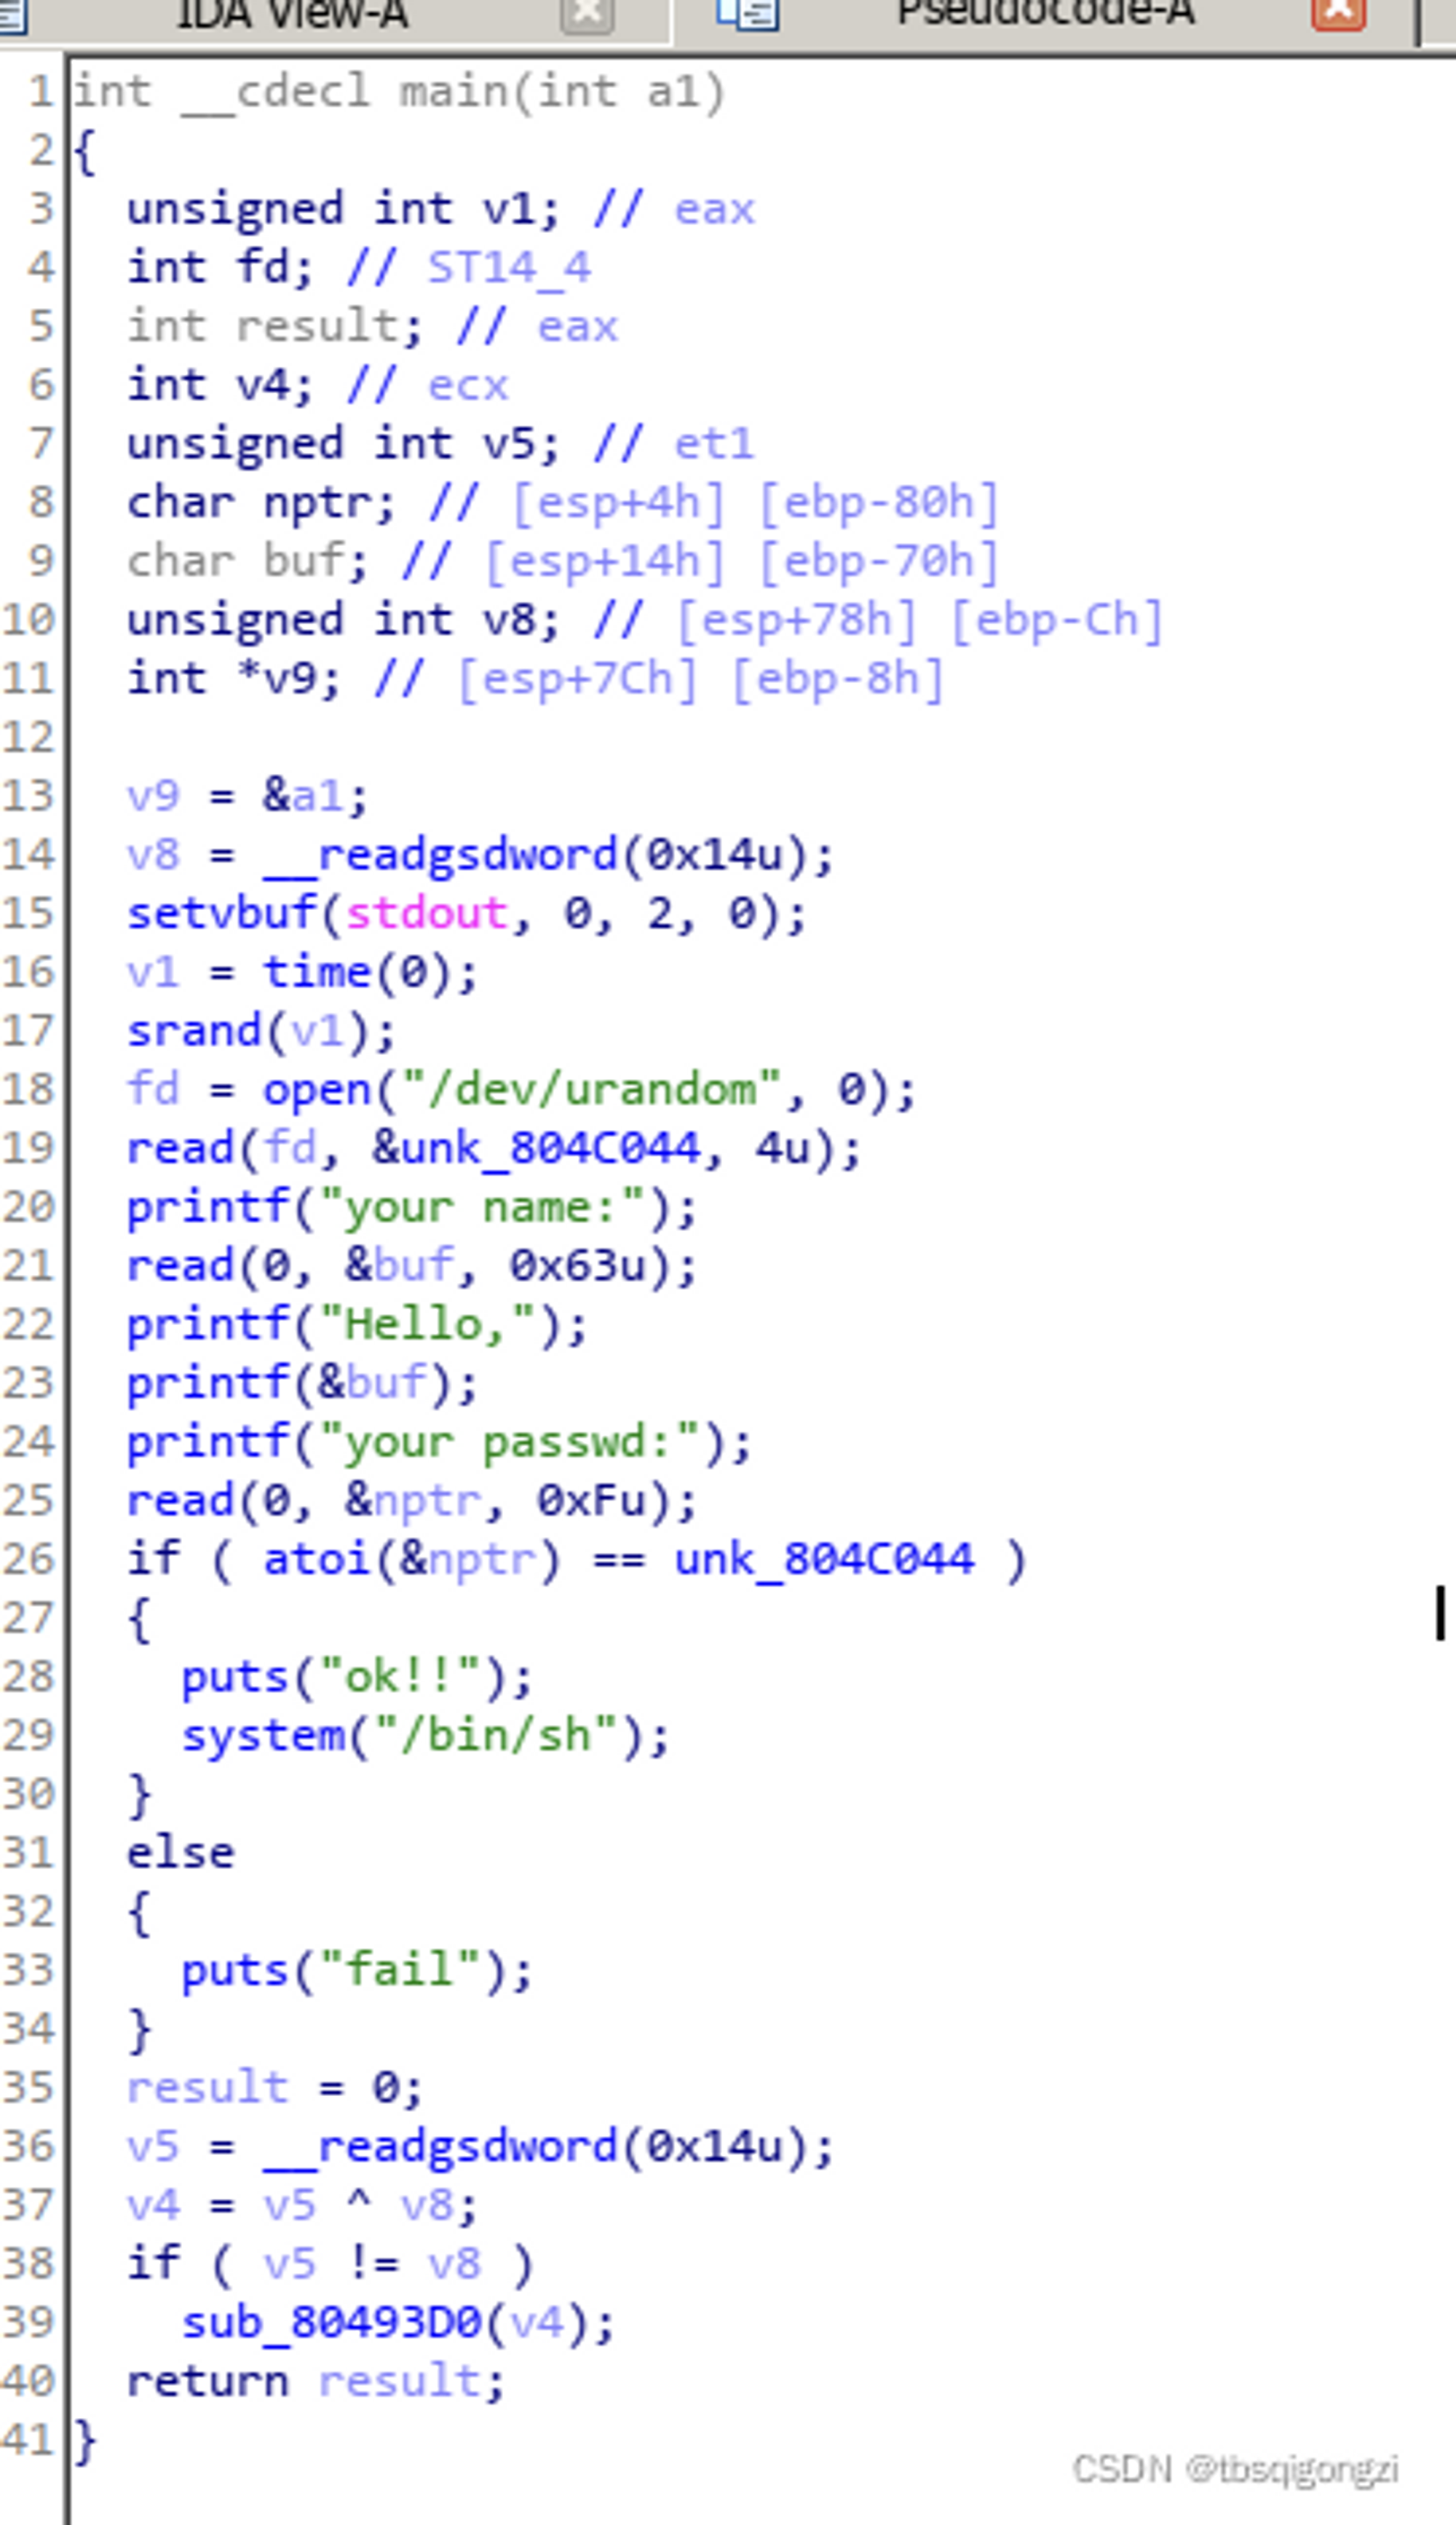 IDA View-A Pseudocode-A
1 int __cdecl main(int a1)
2 {
3 unsigned int v1; // eax
4 int fd; // ST14_4
5 int result; // eax
6 int v4; // ecx
7 unsigned int v5; // et1
8 char nptr; // [esp+4h] [ebp-80h]
9 char buf; // [esp+14h] [ebp-70h]
10 unsigned int v8; // [esp+78h] [ebp-Ch]
11 int *v9; // [esp+7Ch] [ebp-8h]
12
13 v9 = &a1;
14 v8 = __readgsdword(0x14u);
15 setvbuf(stdout, 0, 2, 0);
16 v1 = time(0);
17 srand(v1);
18 fd = open("/dev/urandom", 0);
19 read(fd, &unk_804C044, 4u);
20 printf("your name:");
21 read(0, &buf, 0x63u);
22 printf("Hello,");
23 printf(&buf);
24 printf("your passwd:");
25 read(0, &nptr, 0xFu);
26 if ( atoi(&nptr) == unk_804C044 )
27 {
28 puts("ok!!");
29 system("/bin/sh");
30 }
31 else
32 {
33 puts("fail");
34 }
35 result = 0;
36 v5 = __readgsdword(0x14u);
37 v4 = v5 ^ v8;
38 if ( v5 != v8 )
39 sub_80493D0(v4);
40 return result;
41 }
CSDN @tbsqigongzi